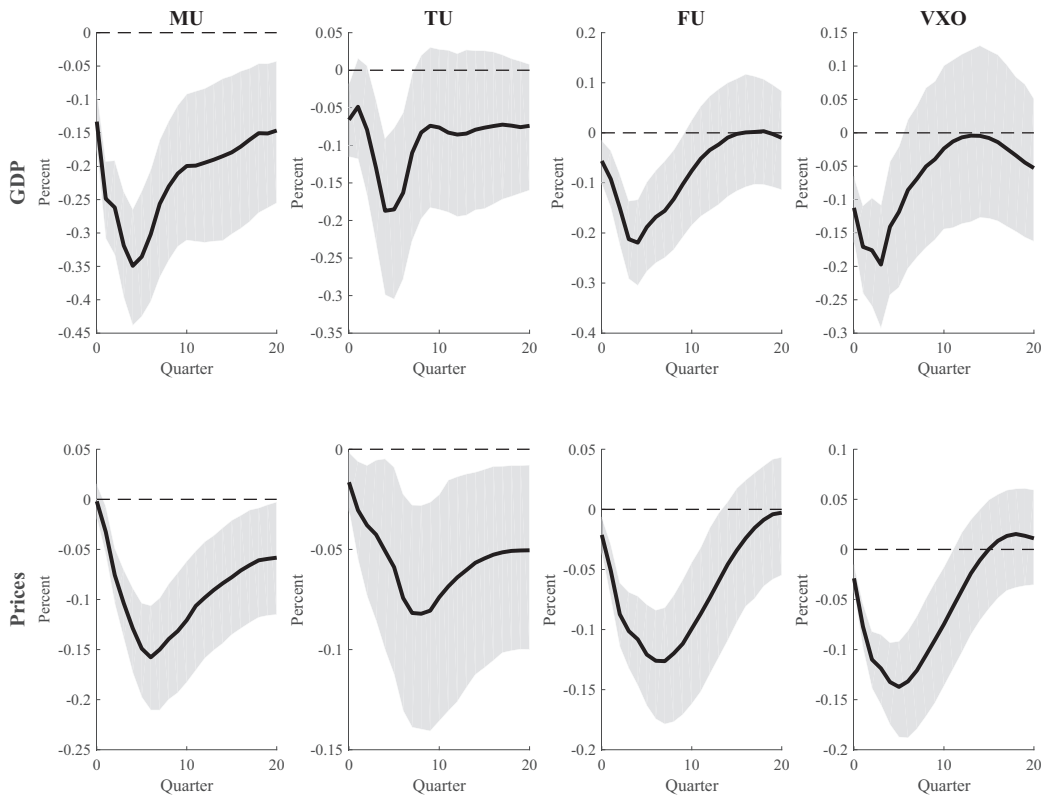 MU TU FU VXO
GDP
Percent
0
-0.05
-0.1
-0.15
-0.2
-0.25
-0.3
-0.35
-0.4
-0.45
0 10 20
Quarter
Percent
0.05
0
-0.05
-0.1
-0.15
-0.2
-0.25
-0.3
-0.35
0 10 20
Quarter
Percent
0.2
0.1
0
-0.1
-0.2
-0.3
-0.4
0 10 20
Quarter
Percent
0.15
0.1
0.05
0
-0.05
-0.1
-0.15
-0.2
-0.25
-0.3
0 10 20
Quarter
Prices
Percent
0.05
0
-0.05
-0.1
-0.15
-0.2
-0.25
0 10 20
Quarter
Percent
0
-0.05
-0.1
-0.15
0 10 20
Quarter
Percent
0.05
0
-0.05
-0.1
-0.15
-0.2
0 10 20
Quarter
Percent
0.1
0.05
0
-0.05
-0.1
-0.15
-0.2
0 10 20
Quarter